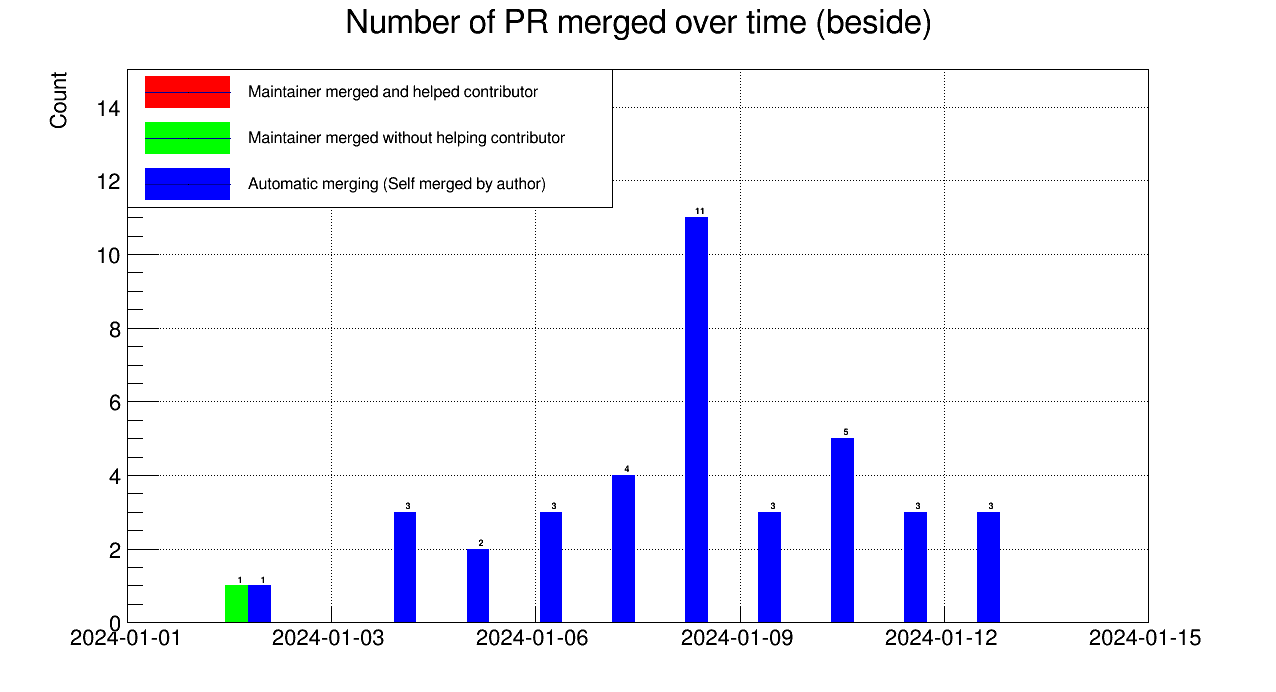 Number of PR merged over time (beside)
Count
Maintainer merged and helped contributor
Maintainer merged without helping contributor
Automatic merging (Self merged by author)
14
12
10
8
6
4
2
0
1 1 3 2 3 4 11 3 5 3 3
2024-01-01 2024-01-03 2024-01-06 2024-01-09 2024-01-12 2024-01-15